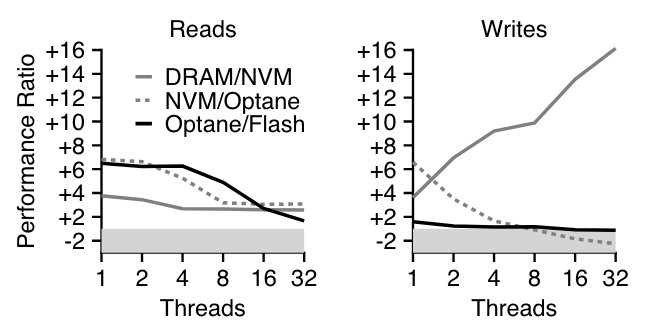 Reads
Performance Ratio
+16
+14
+12
+10
+8
+6
+4
+2
-2
DRAM/NVM
NVM/Optane
Optane/Flash
1 2 4 8 16 32
Threads
Writes
+16
+14
+12
+10
+8
+6
+4
+2
-2
1 2 4 8 16 32
Threads